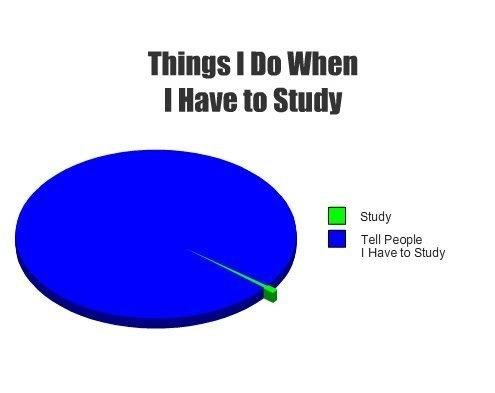 Things I Do When
I Have to Study
Study
Tell People
I Have to Study